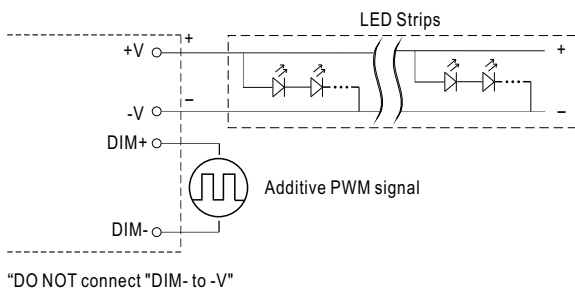 LED Strips
+V + +
-V – –
DIM+
Additive PWM signal
DIM-
“DO NOT connect "DIM- to -V"